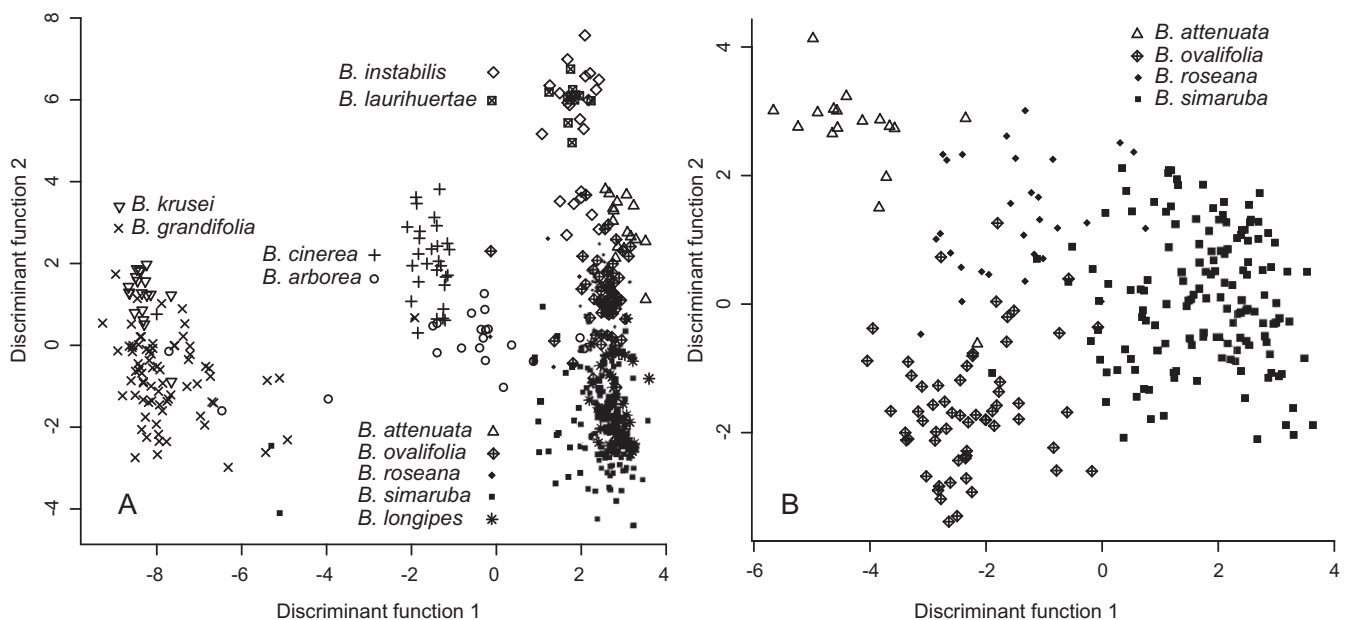 8
6
4
2
0
-2
-4
Discriminant function 2
B. instabilis
B. laurihuertae
B. krusei
B. grandifolia
B. cinerea
B. arborea
B. attenuata
B. ovalifolia
B. roseana
B. simaruba
B. longipes
A
-8
-6
-4
-2
0
2
4
Discriminant function 1
4
2
0
-2
Discriminant function 2
B. attenuata
B. ovalifolia
B. roseana
B. simaruba
B
-6
-4
-2
0
2
4
Discriminant function 1